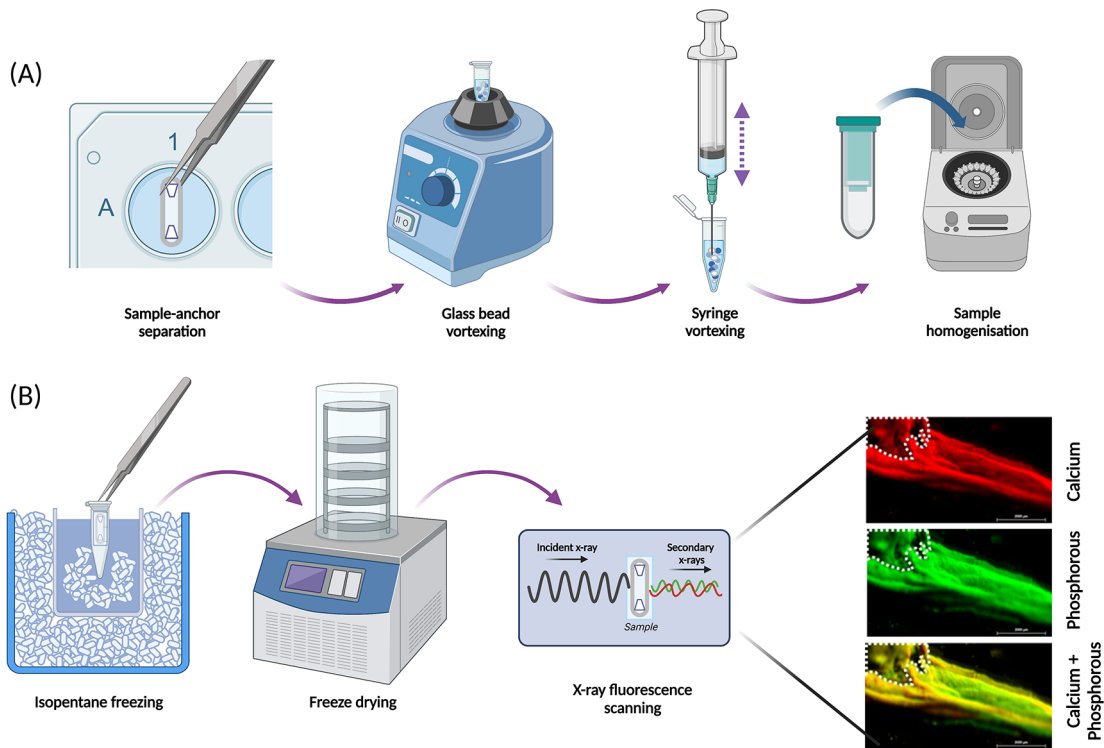 (A)
1
A
Sample-anchor
separation
Glass bead
vortexing
Syringe
vortexing
Sample
homogenisation
(B)
Isopentane freezing
Freeze drying
Incident x-ray
Secondary
x-rays
Sample
X-ray fluorescence
scanning
Calcium
Phosphorous
Calcium +
Phosphorous